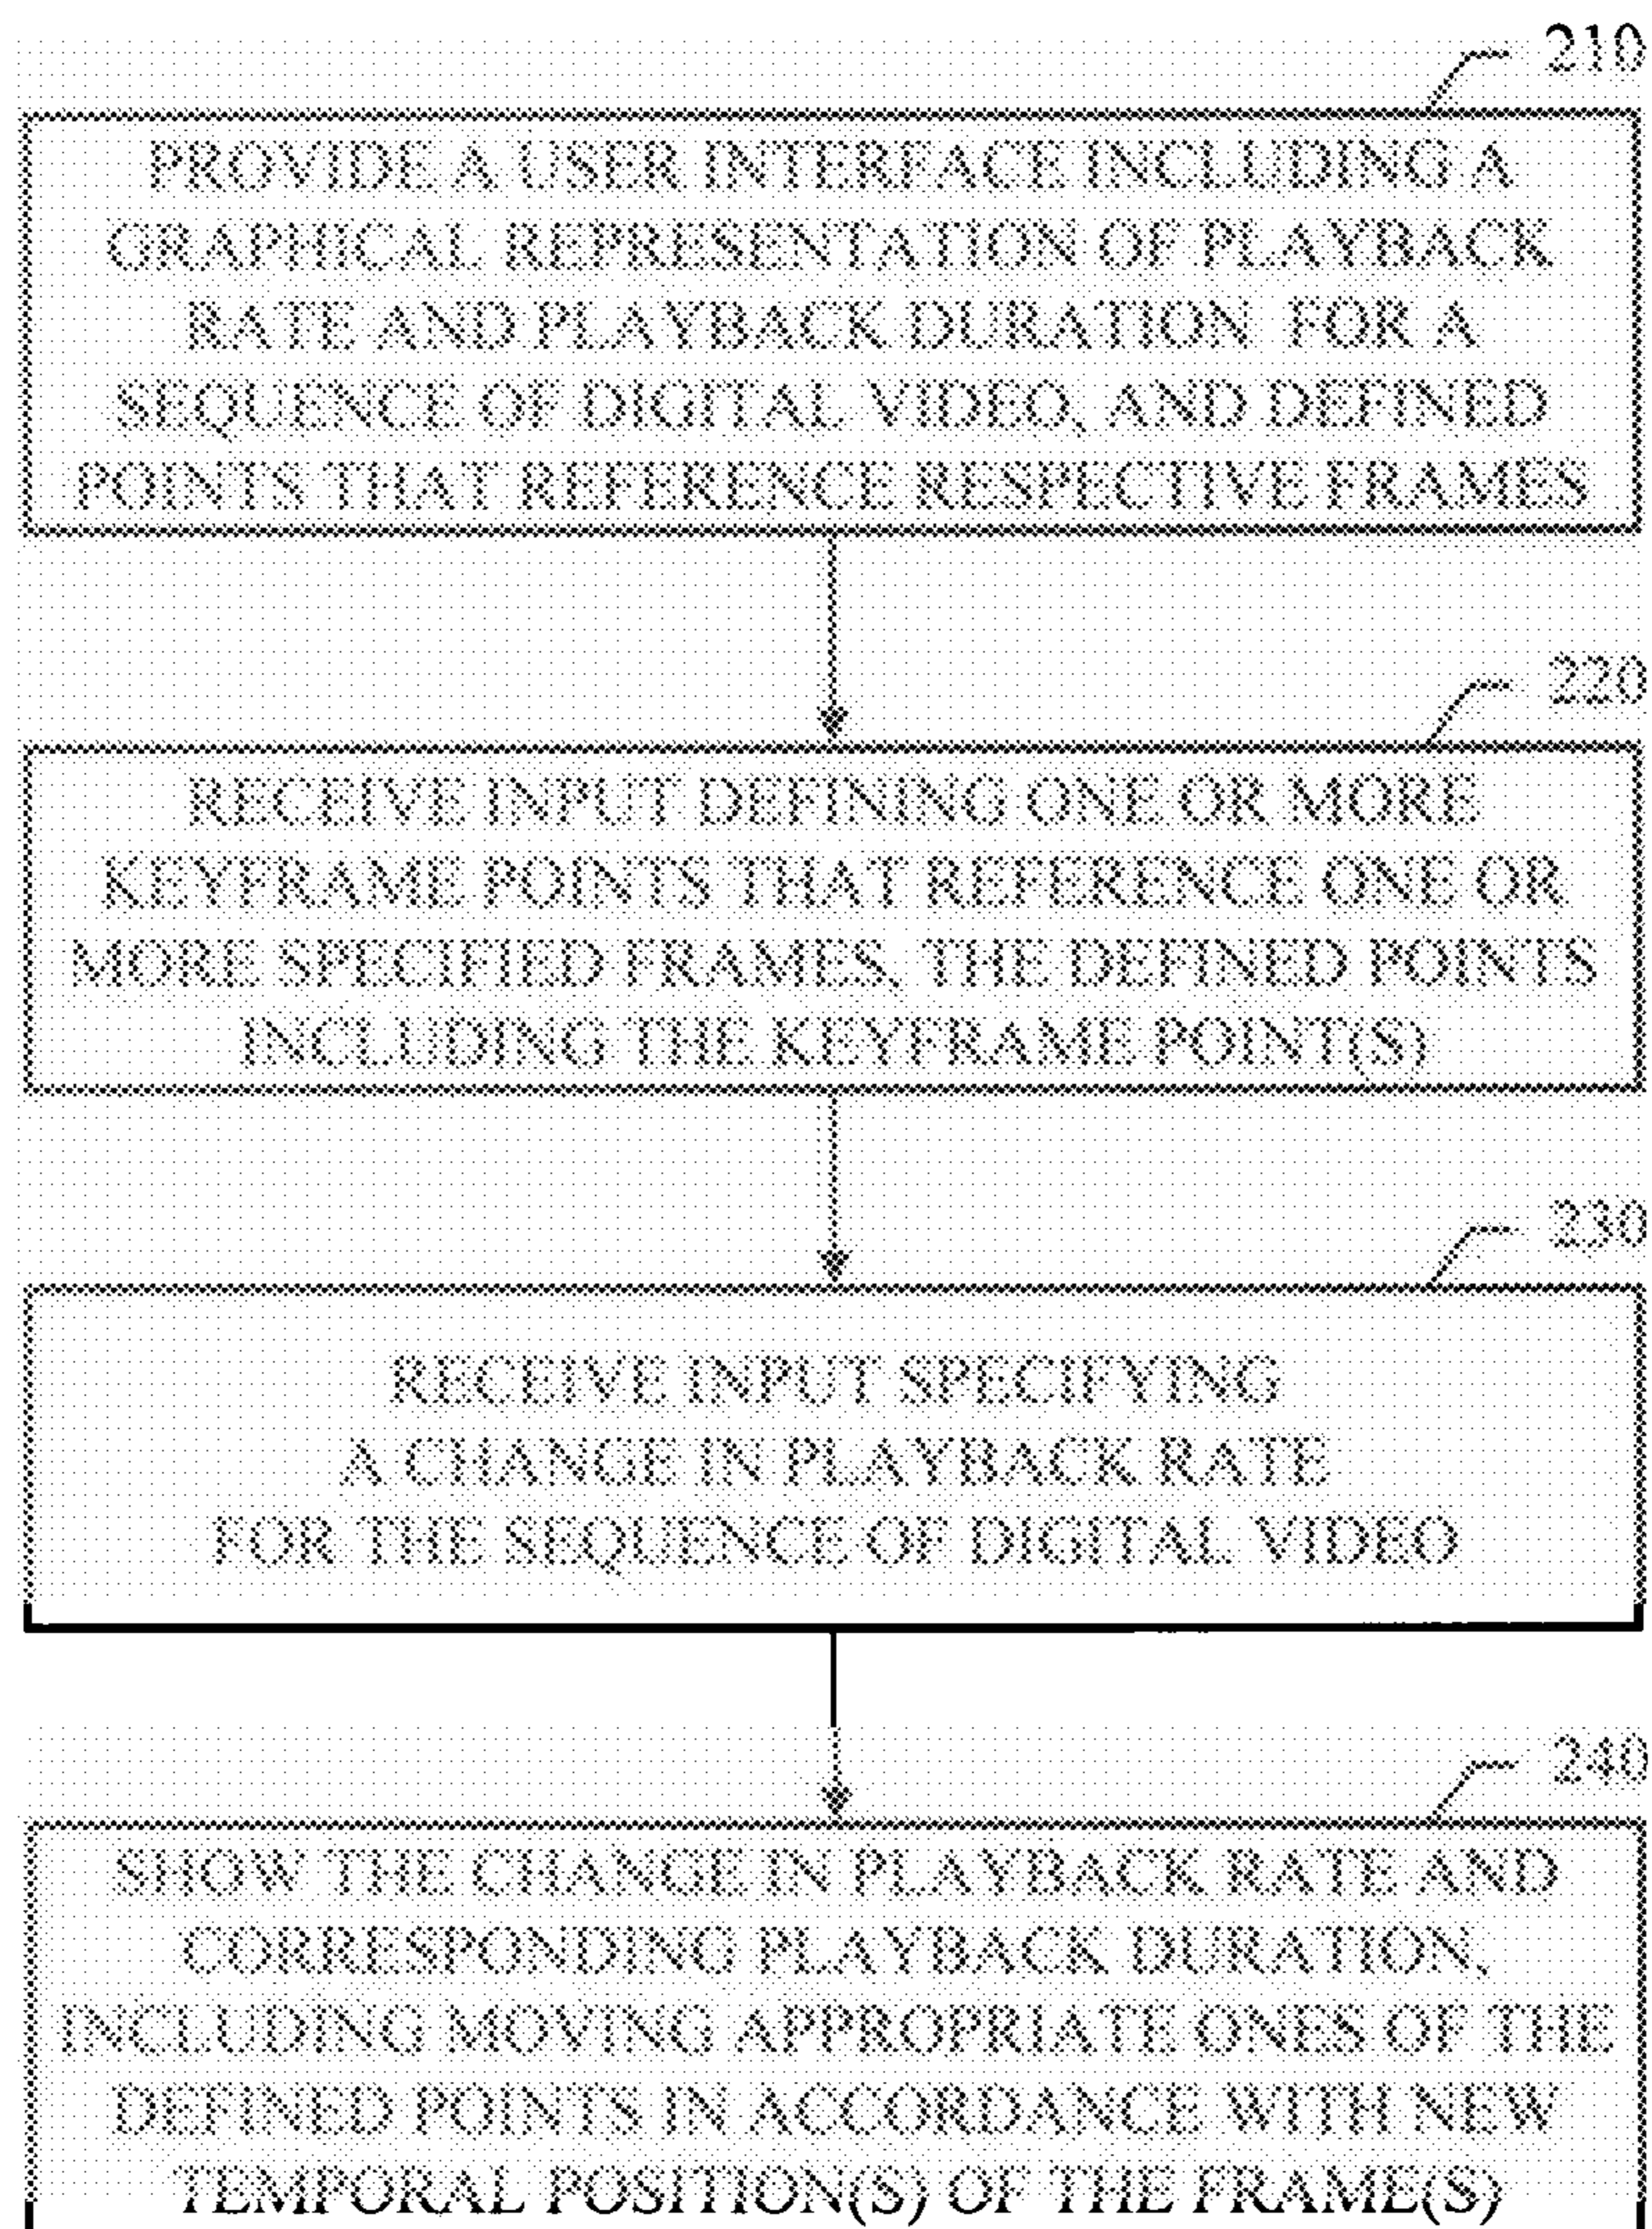 210
PROVIDE A USER INTERFACE INCLUDING A
GRAPHICAL REPRESENTATION OF PLAYBACK
RATE AND PLAYBACK DURATION FOR A
SEQUENCE OF DIGITAL VIDEO, AND DEFINED
POINTS THAT REFERENCE RESPECTIVE FRAMES
220
RECEIVE INPUT DEFINING ONE OR MORE
KEYFRAME POINTS THAT REFERENCE ONE OR
MORE SPECIFIED FRAMES, THE DEFINED POINTS
INCLUDING THE KEYFRAME POINT(S)
230
RECEIVE INPUT SPECIFYING
A CHANGE IN PLAYBACK RATE
FOR THE SEQUENCE OF DIGITAL VIDEO
240
SHOW THE CHANGE IN PLAYBACK RATE AND
CORRESPONDING PLAYBACK DURATION,
INCLUDING MOVING APPROPRIATE ONES OF THE
DEFINED POINTS IN ACCORDANCE WITH NEW
TEMPORAL POSITION(S) OF THE FRAME(S)